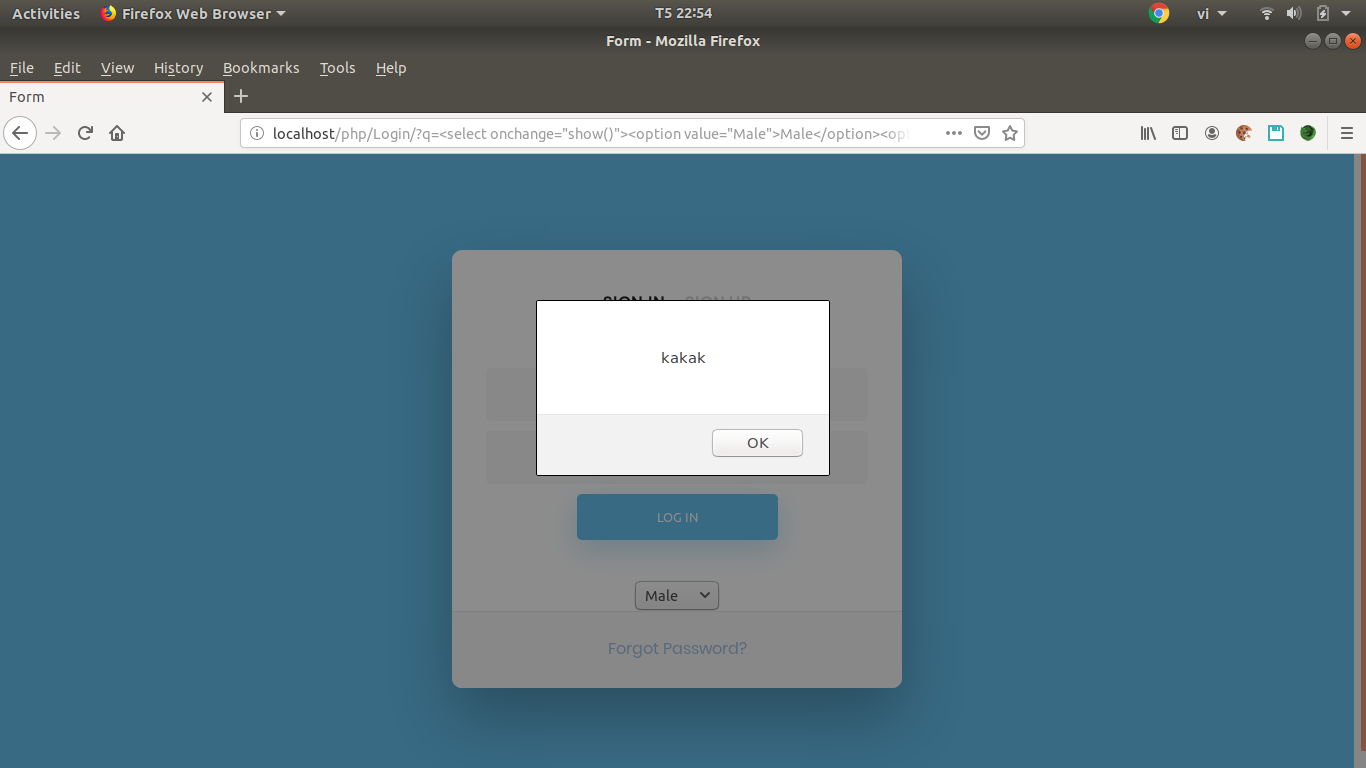 Activities Firefox Web Browser T5 22:54 vi
Form - Mozilla Firefox
File Edit View History Bookmarks Tools Help
Form
localhost/php/Login/?q=<select onchange="show()"><option value="Male">Male</option><opt
SIGN IN SIGN UP
kakak
OK
LOG IN
Male
Forgot Password?